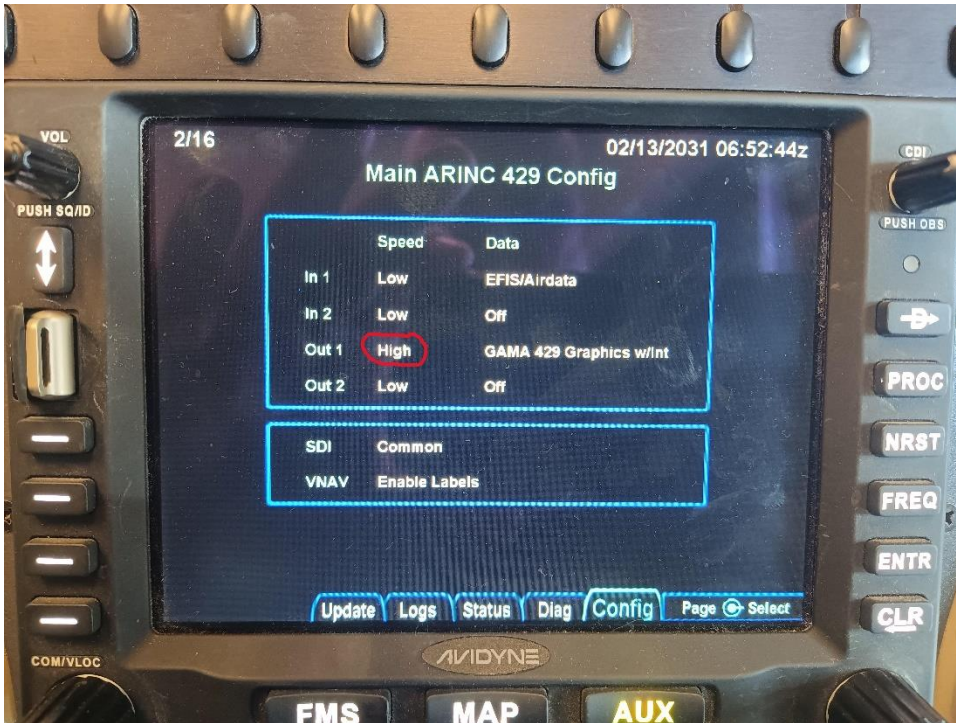 VOL
2/16
02/13/2031 06:52:44z
CDI
Main ARINC 429 Config
PUSH SQ/ID
PUSH OBS
Speed Data
In 1 Low EFIS/Airdata
In 2 Low Off
Out 1 High GAMA 429 Graphics w/Int
Out 2 Low Off
D
PROC
SDI Common
NRST
VNAV Enable Labels
FREQ
ENTR
Update Logs Status Diag Config Page Select
CLR
COM/VLOC
AVIDYNE
FMS MAP AUX